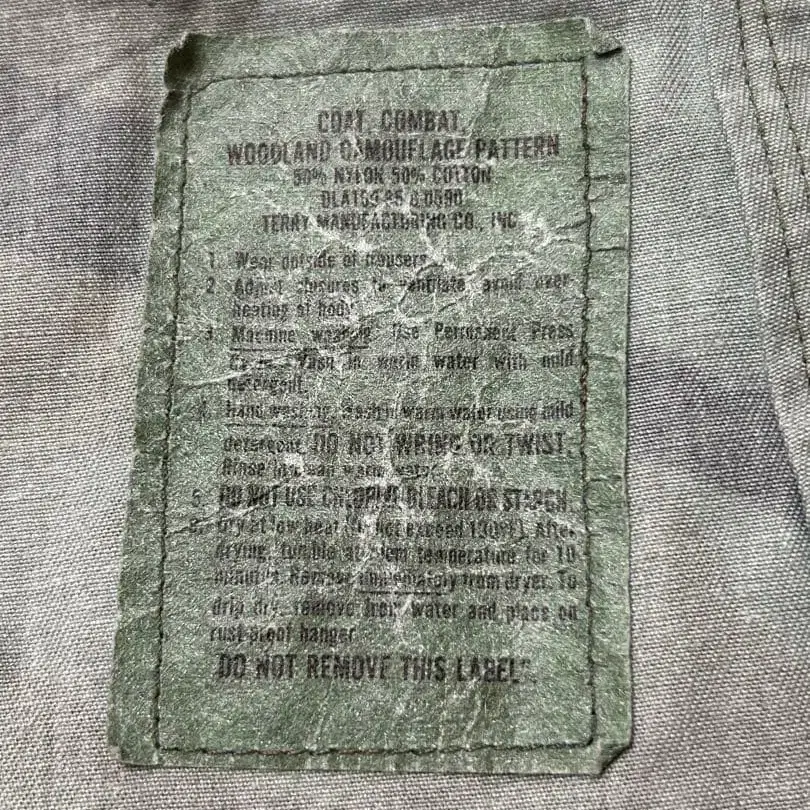 COAT, COMBAT,
WOODLAND CAMOUFLAGE PATTERN
50% NYLON 50% COTTON
TERRY MANUFACTURING CO., INC.
1. Wear outside of trousers
2. Adjust closures to ventilate avoid over-
heating of body
3. Machine washing Use Permanent Press
Wash in warm water with mild
detergent.
4. Hand washing. Wash in warm water using mild
detergent. DO NOT WRING OR TWIST.
Rinse in clean warm water
5. DO NOT USE CHLORINE BLEACH OR STARCH
6. Dry at low heat (do not exceed 130°F). After
drying, tumble at room temperature for 10
minutes. Remove immediately from dryer. To
drip dry, remove from water and place on
rust-proof hanger
DO NOT REMOVE THIS LABEL